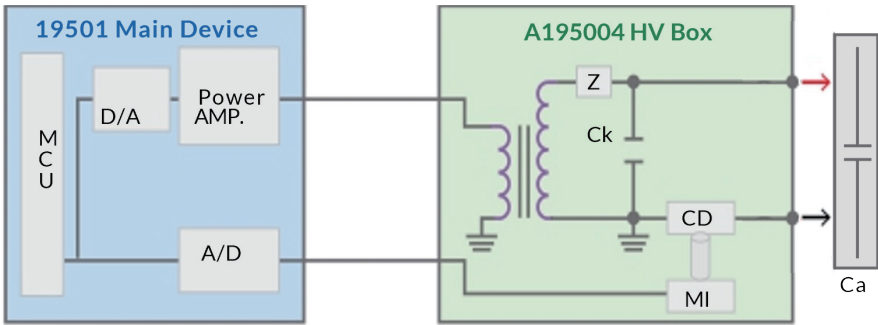 19501 Main Device
A195004 HV Box
M
C
U
D/A
Power
AMP.
A/D
Z
Ck
CD
MI
Ca